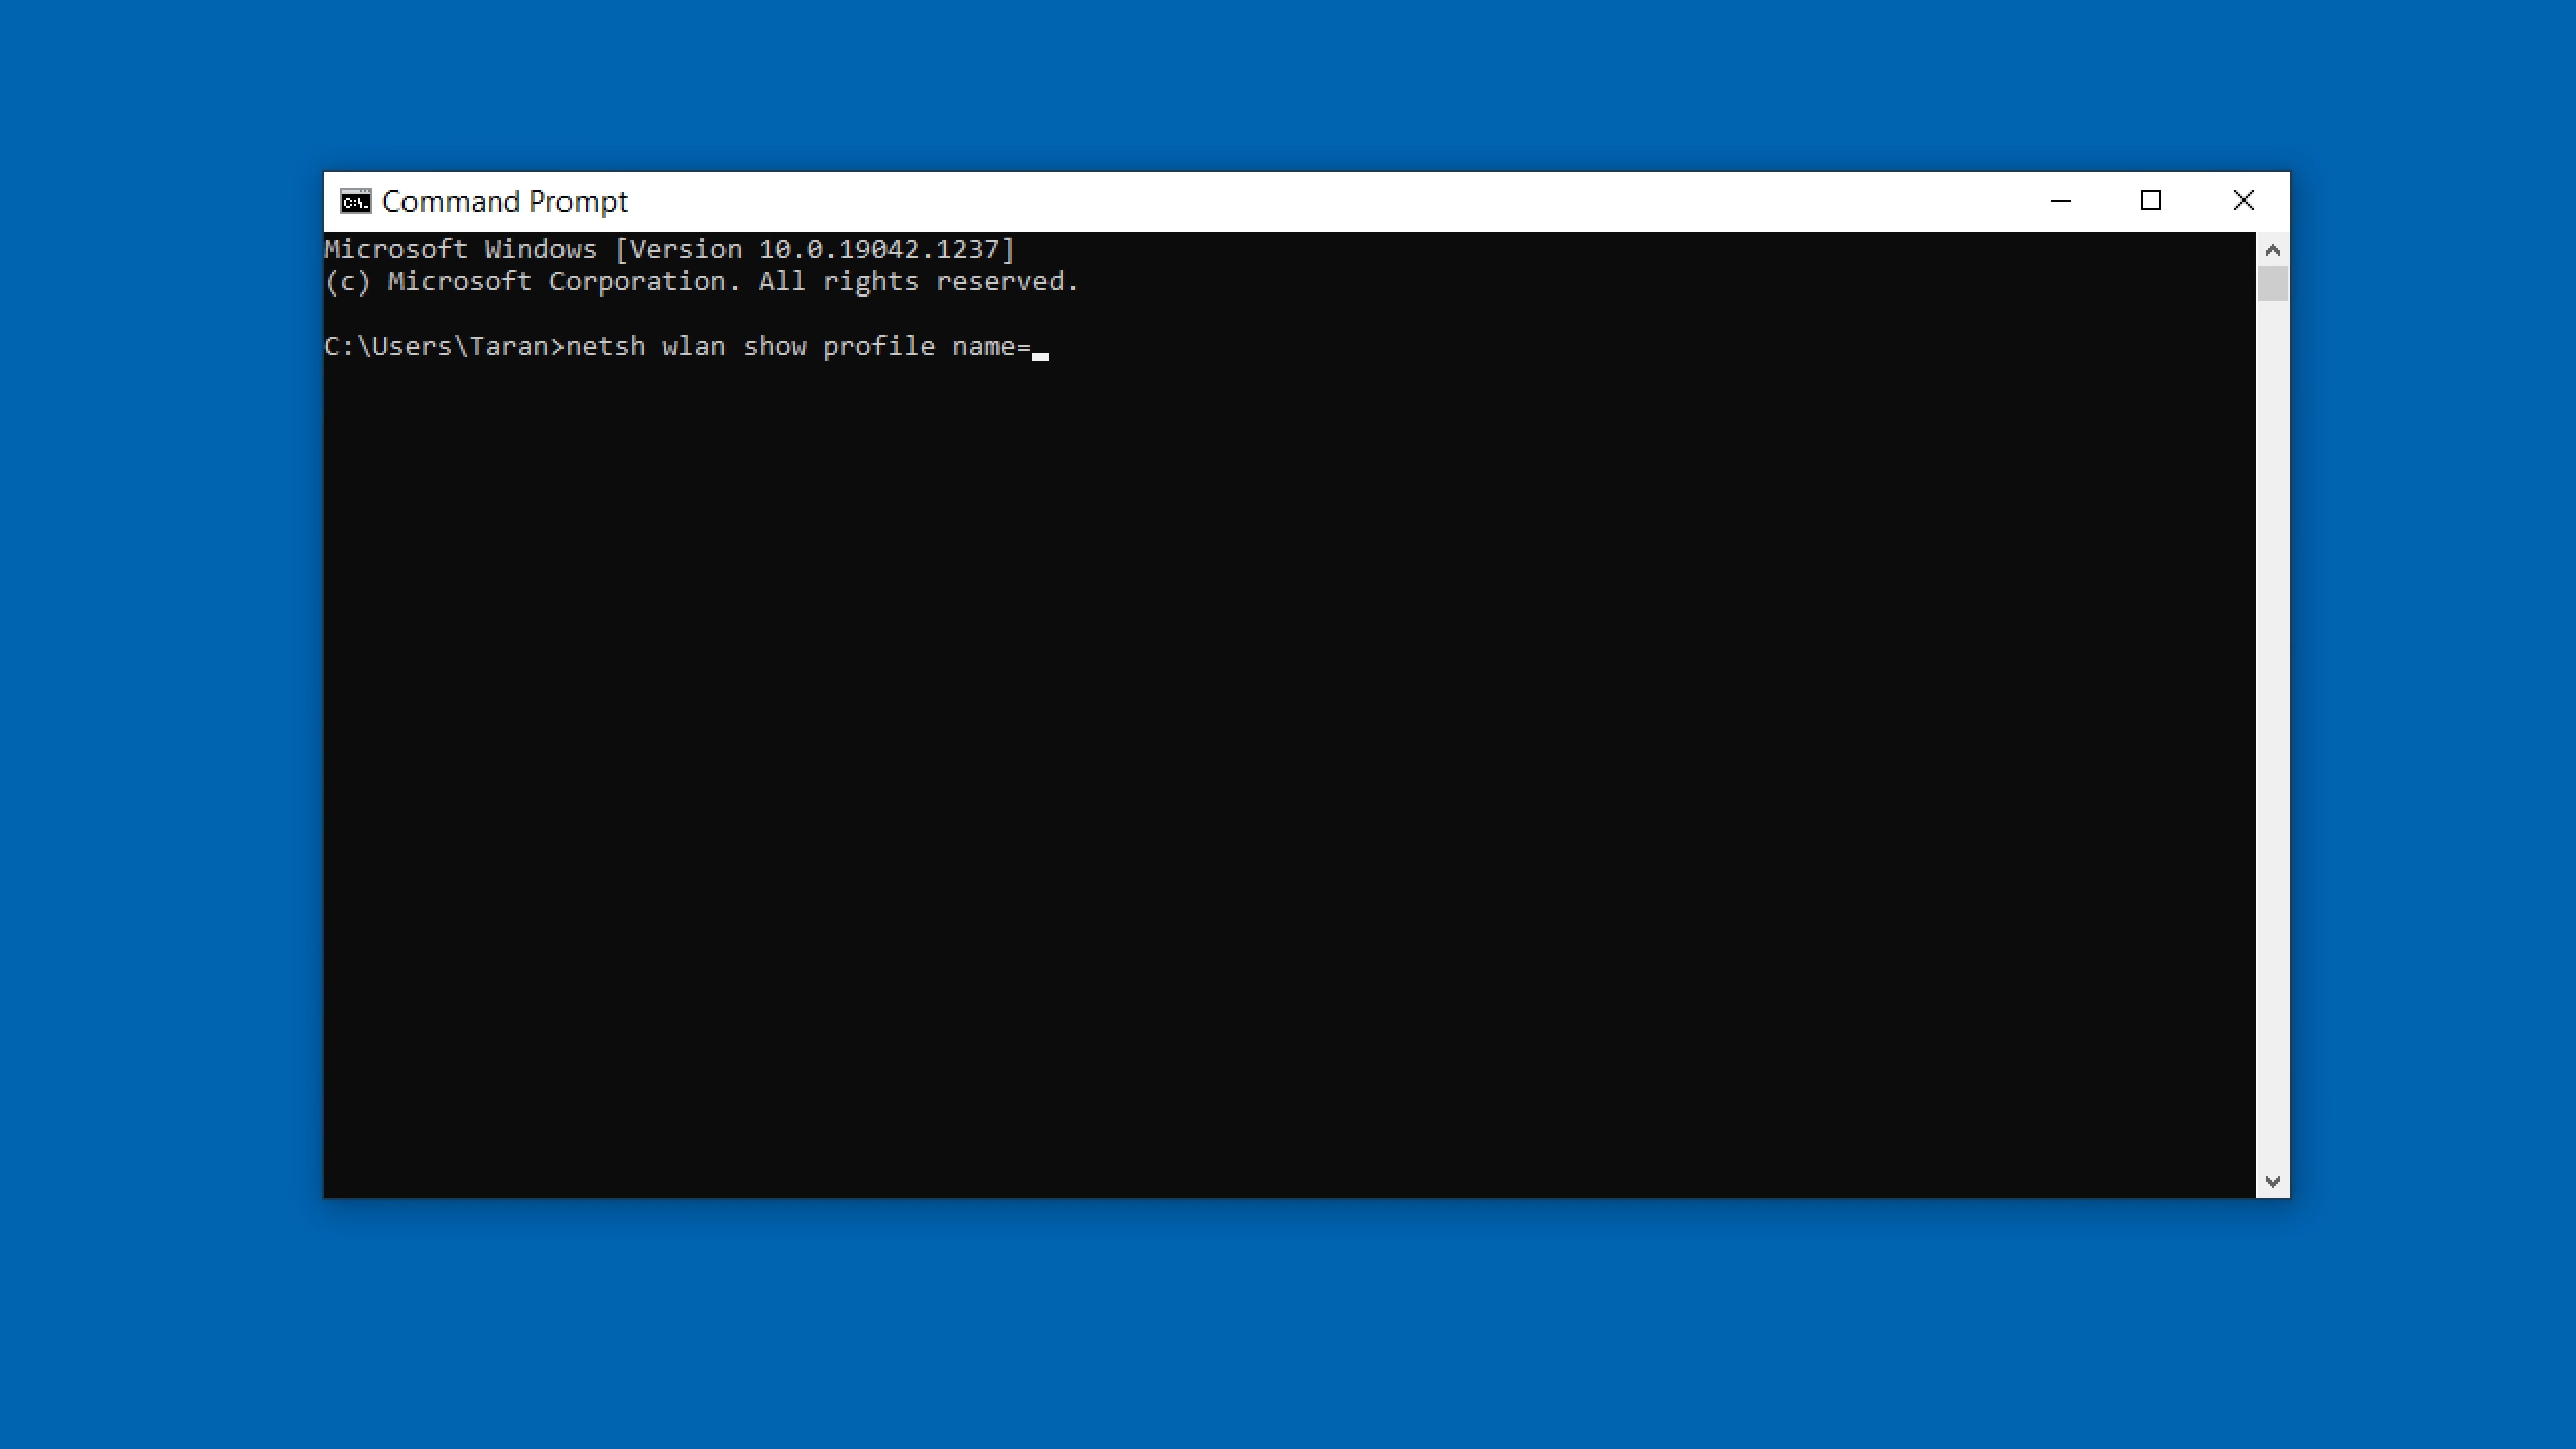 Command Prompt
Microsoft Windows [Version 10.0.19042.1237]
(c) Microsoft Corporation. All rights reserved.
C:\Users\Taran>netsh wlan show profile name=